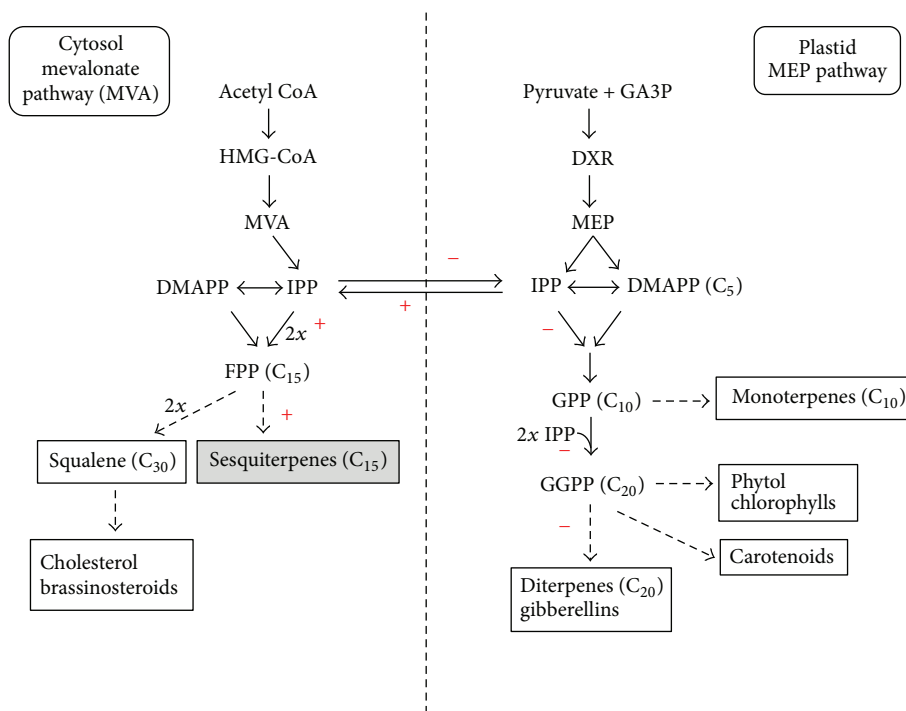 Cytosol
mevalonate
pathway (MVA)
Plastid
MEP pathway
Acetyl CoA
Pyruvate + GA3P
HMG-CoA
DXR
MVA
MEP
−
DMAPP
IPP
IPP
DMAPP (C₅)
+
2x
+
−
FPP (C₁₅)
GPP (C₁₀)
Monoterpenes (C₁₀)
2x
+
2x IPP
−
Squalene (C₃₀)
Sesquiterpenes (C₁₅)
GGPP (C₂₀)
Phytol
chlorophylls
−
Cholesterol
brassinosteroids
Carotenoids
Diterpenes (C₂₀)
gibberellins